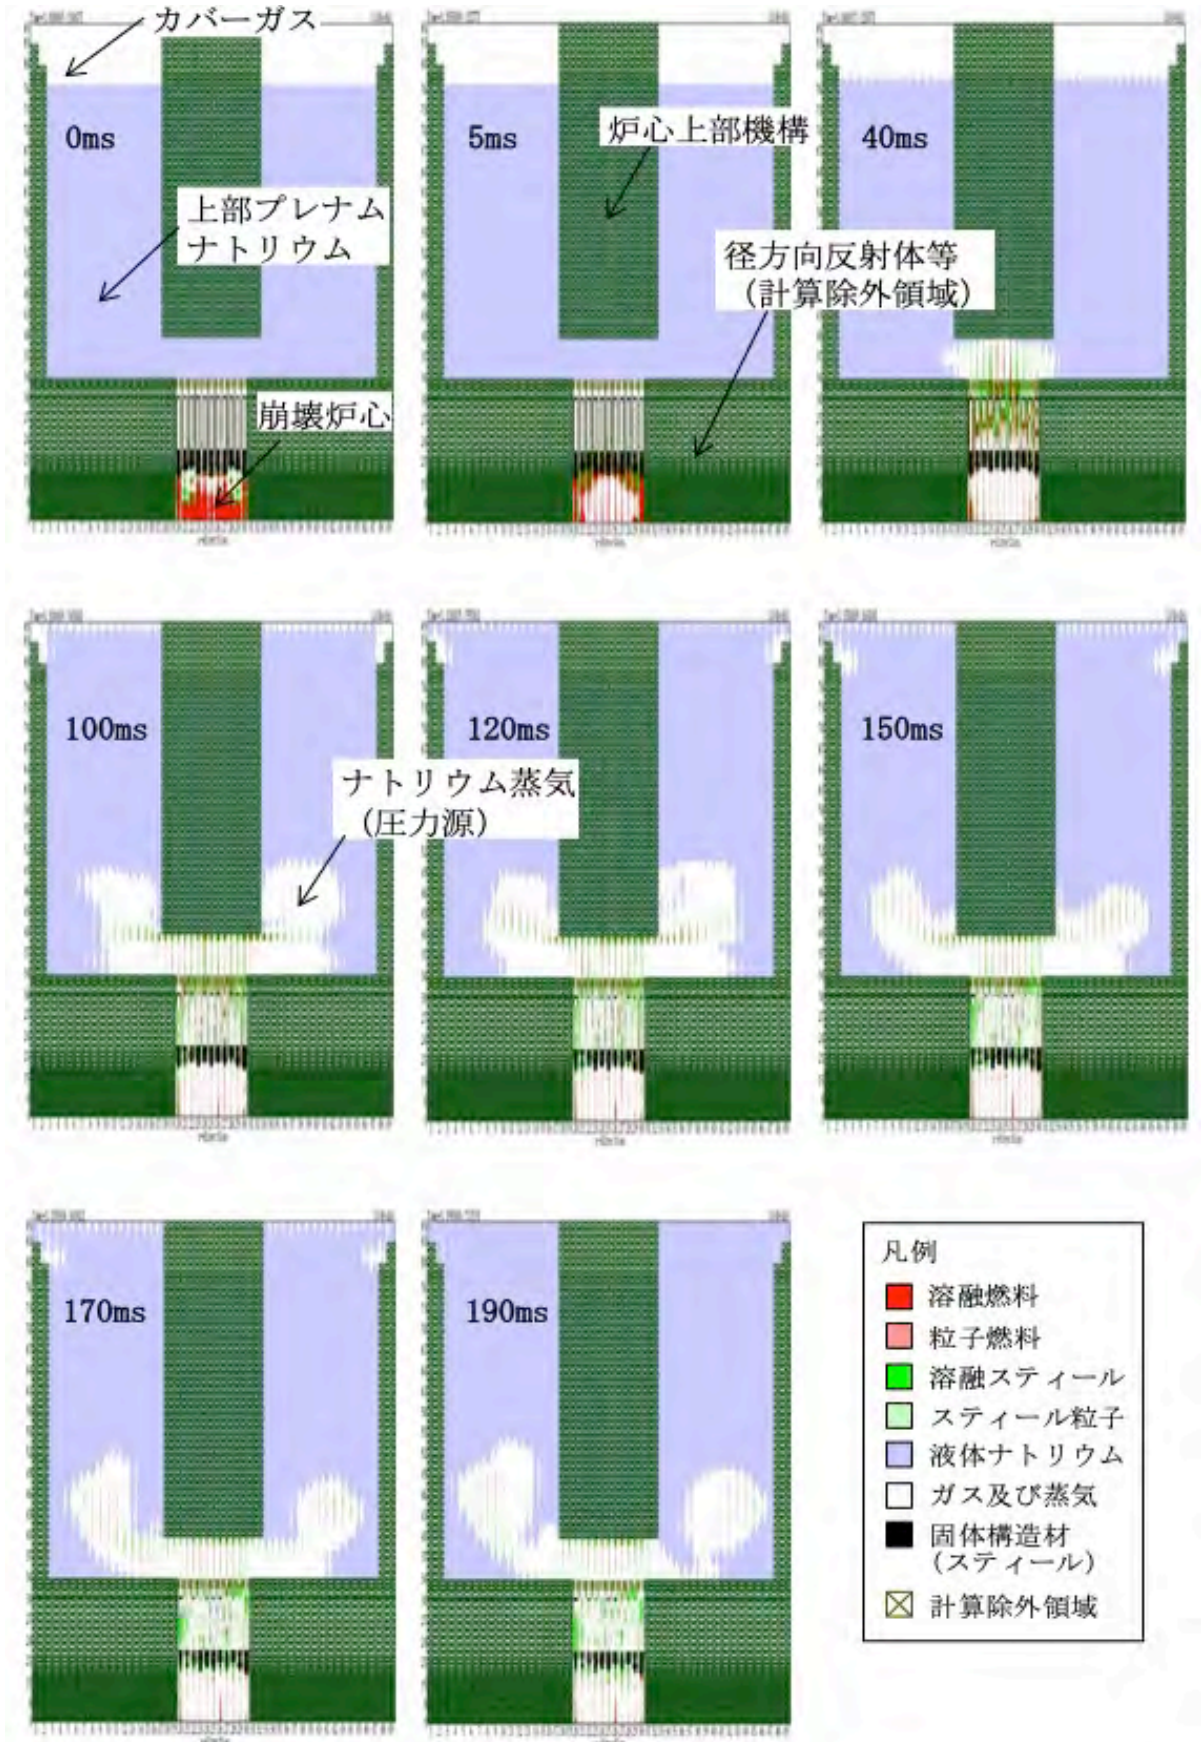 カバーガス
0ms
上部プレナム
ナトリウム
崩壊炉心
5ms
炉心上部機構
径方向反射体等
(計算除外領域)
40ms
100ms
ナトリウム蒸気
(圧力源)
120ms
150ms
170ms
190ms
凡例
溶融燃料
粒子燃料
溶融スティール
スティール粒子
液体ナトリウム
ガス及び蒸気
固体構造材
(スティール)
計算除外領域